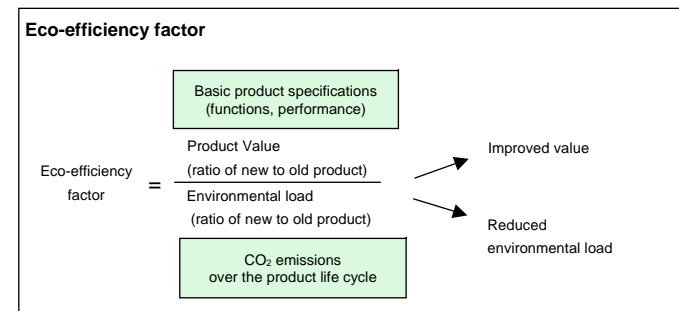 Eco-efficiency factor
Basic product specifications
(functions, performance)
Eco-efficiency
factor
=
Product Value
(ratio of new to old product)
Environmental load
(ratio of new to old product)
CO₂ emissions
over the product life cycle
Improved value
Reduced
environmental load